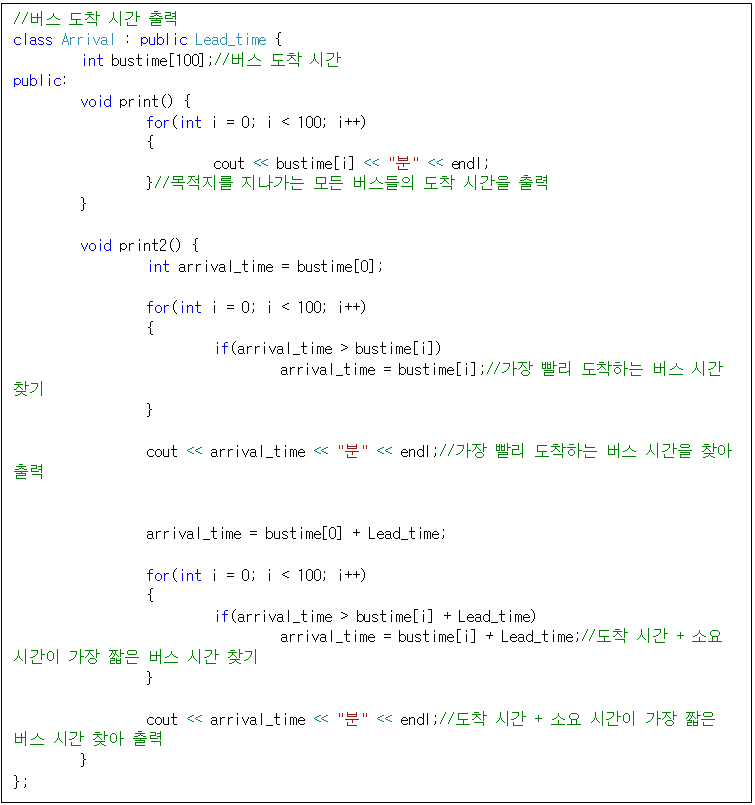 //버스 도착 시간 출력
class Arrival : public Lead_time {
        int bustime[100];//버스 도착 시간
public:
        void print() {
                for(int i = 0; i < 100; i++)
                {
                        cout << bustime[i] << "분" << endl;
                }//목적지를 지나가는 모든 버스들의 도착 시간을 출력
        }

        void print2() {
                int arrival_time = bustime[0];

                for(int i = 0; i < 100; i++)
                {
                        if(arrival_time > bustime[i])
                                arrival_time = bustime[i];//가장 빨리 도착하는 버스 시간
찾기
                }

                cout << arrival_time << "분" << endl;//가장 빨리 도착하는 버스 시간을 찾아
출력


                arrival_time = bustime[0] + Lead_time;

                for(int i = 0; i < 100; i++)
                {
                        if(arrival_time > bustime[i] + Lead_time)
                                arrival_time = bustime[i] + Lead_time;//도착 시간 + 소요
시간이 가장 짧은 버스 시간 찾기
                }

                cout << arrival_time << "분" << endl;//도착 시간 + 소요 시간이 가장 짧은
버스 시간 찾아 출력
        }
};